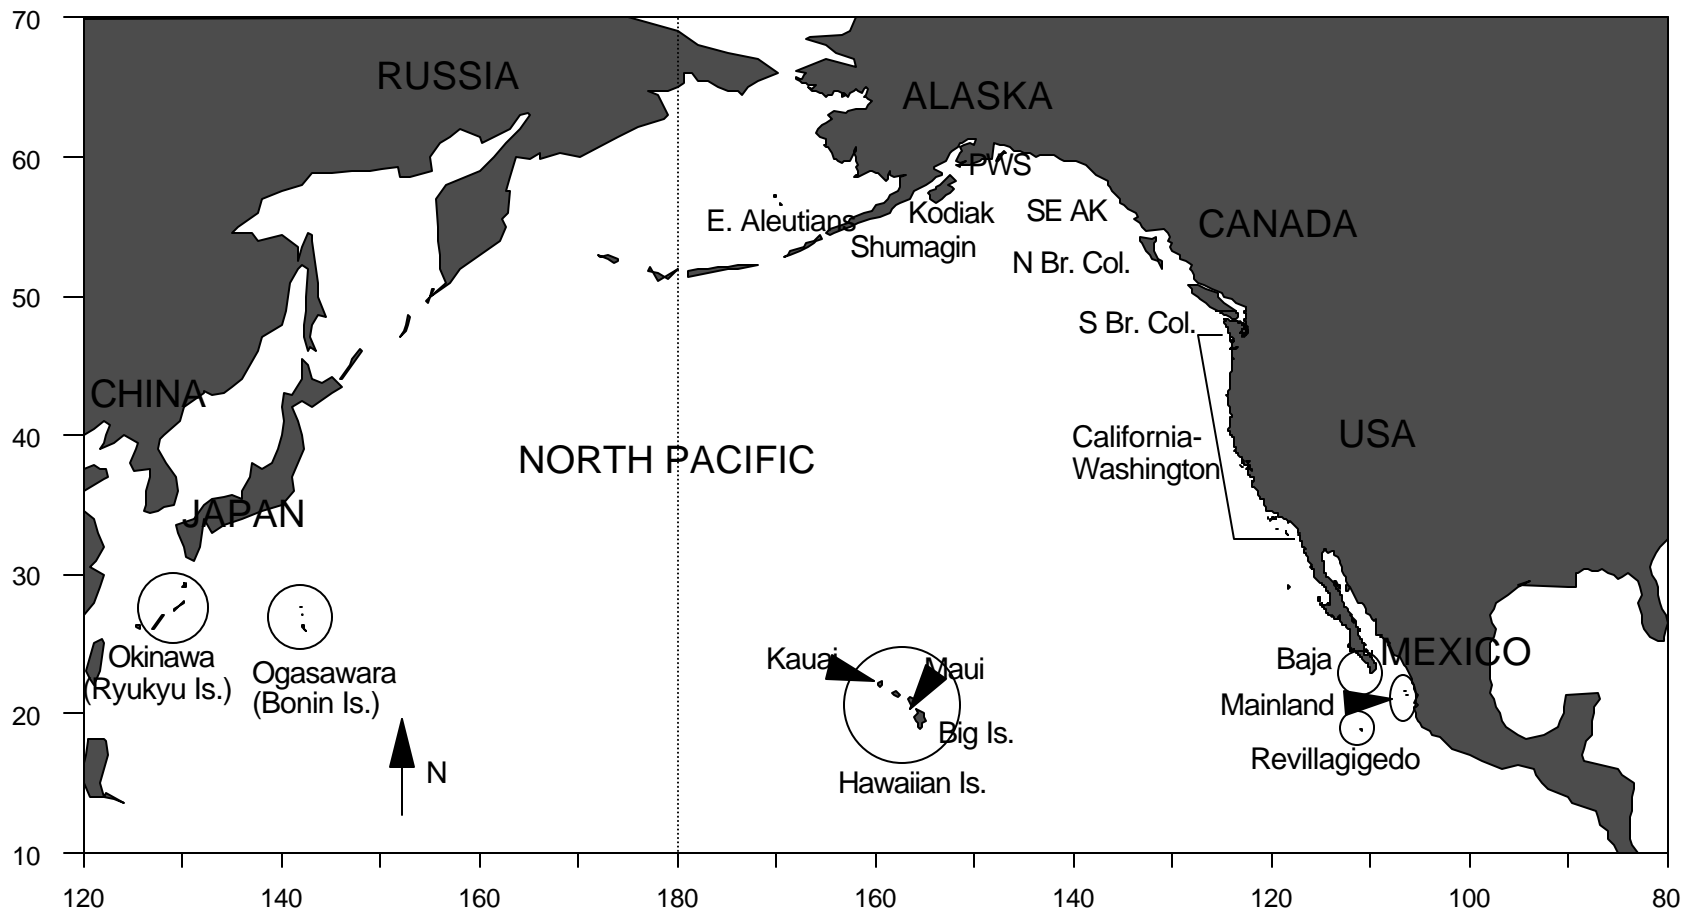 70
RUSSIA
ALASKA
60
PWS
E. Aleutians
Kodiak
SE AK
CANADA
Shumagin
N Br. Col.
50
S Br. Col.
CHINA
40
California-
Washington
USA
NORTH PACIFIC
JAPAN
30
Okinawa
(Ryukyu Is.)
Ogasawara
(Bonin Is.)
Kauai
Maui
Baja
MEXICO
Mainland
20
Big Is.
Revillagigedo
N
Hawaiian Is.
10
120
140
160
180
160
140
120
100
80